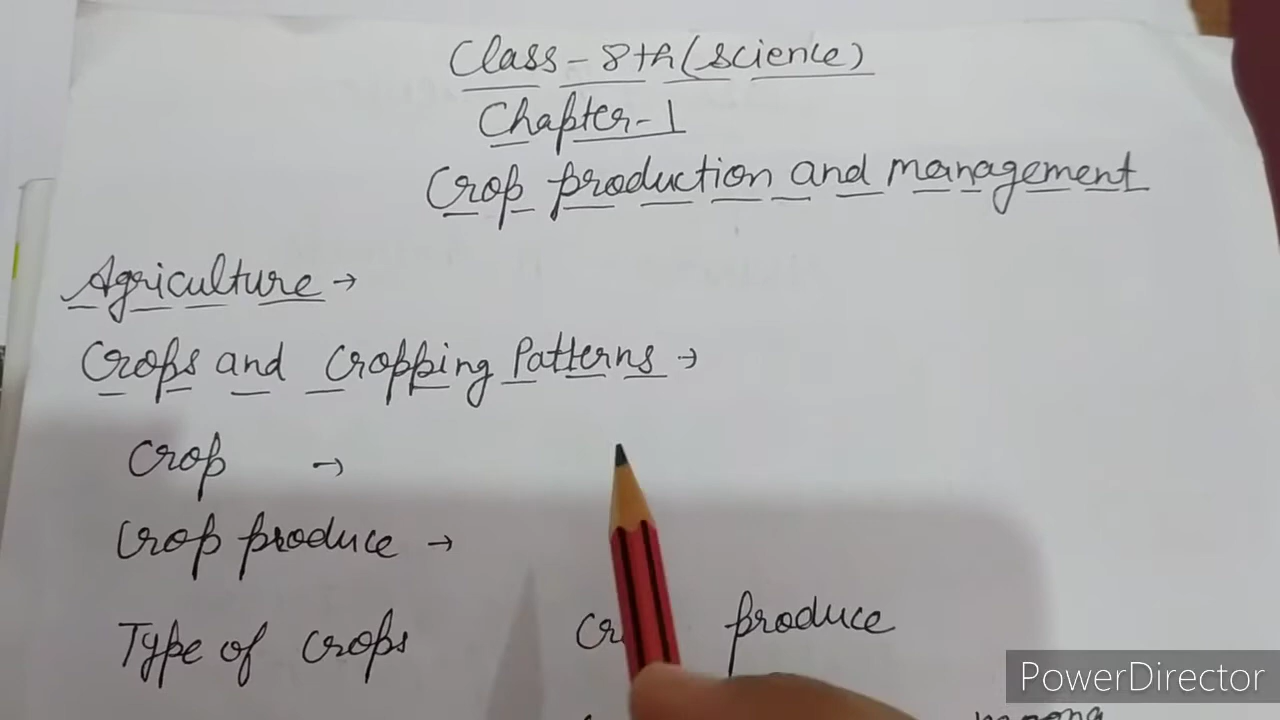 Class - 8th (science)
Chapter - 1
Crop production and management
Agriculture →
Crops and Cropping Patterns →
Crop →
Crop produce →
Type of crops produce
PowerDirector